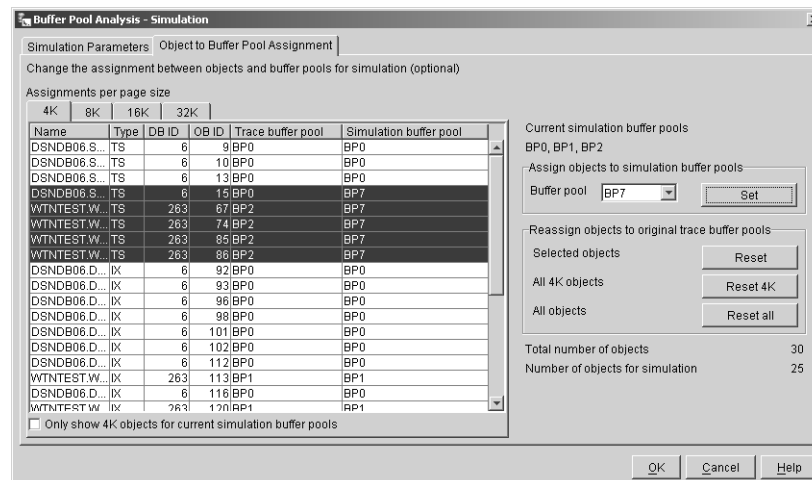 Buffer Pool Analysis - Simulation
Simulation Parameters Object to Buffer Pool Assignment
Change the assignment between objects and buffer pools for simulation (optional)
Assignments per page size
4K 8K 16K 32K
Name Type DB ID OB ID Trace buffer pool Simulation buffer pool
DSNDB06.S... TS 6 9 BP0 BP0
DSNDB06.S... TS 6 10 BP0 BP0
DSNDB06.S... TS 6 13 BP0 BP0
DSNDB06.S... TS 6 15 BP0 BP7
WTNTEST.W... TS 263 67 BP2 BP7
WTNTEST.W... TS 263 74 BP2 BP7
WTNTEST.W... TS 263 85 BP2 BP7
WTNTEST.W... TS 263 86 BP2 BP7
DSNDB06.D... IX 6 92 BP0 BP0
DSNDB06.D... IX 6 93 BP0 BP0
DSNDB06.D... IX 6 96 BP0 BP0
DSNDB06.D... IX 6 98 BP0 BP0
DSNDB06.D... IX 6 101 BP0 BP0
DSNDB06.D... IX 6 102 BP0 BP0
DSNDB06.D... IX 6 112 BP0 BP0
WTNTEST.W... IX 263 113 BP1 BP1
DSNDB06.D... IX 6 116 BP0 BP0
WTNTEST.W... IX 263 120 BP1 BP1
Only show 4K objects for current simulation buffer pools
Current simulation buffer pools
BP0, BP1, BP2
Assign objects to simulation buffer pools
Buffer pool BP7 Set
Reassign objects to original trace buffer pools
Selected objects Reset
All 4K objects Reset 4K
All objects Reset all
Total number of objects 30
Number of objects for simulation 25
OK Cancel Help